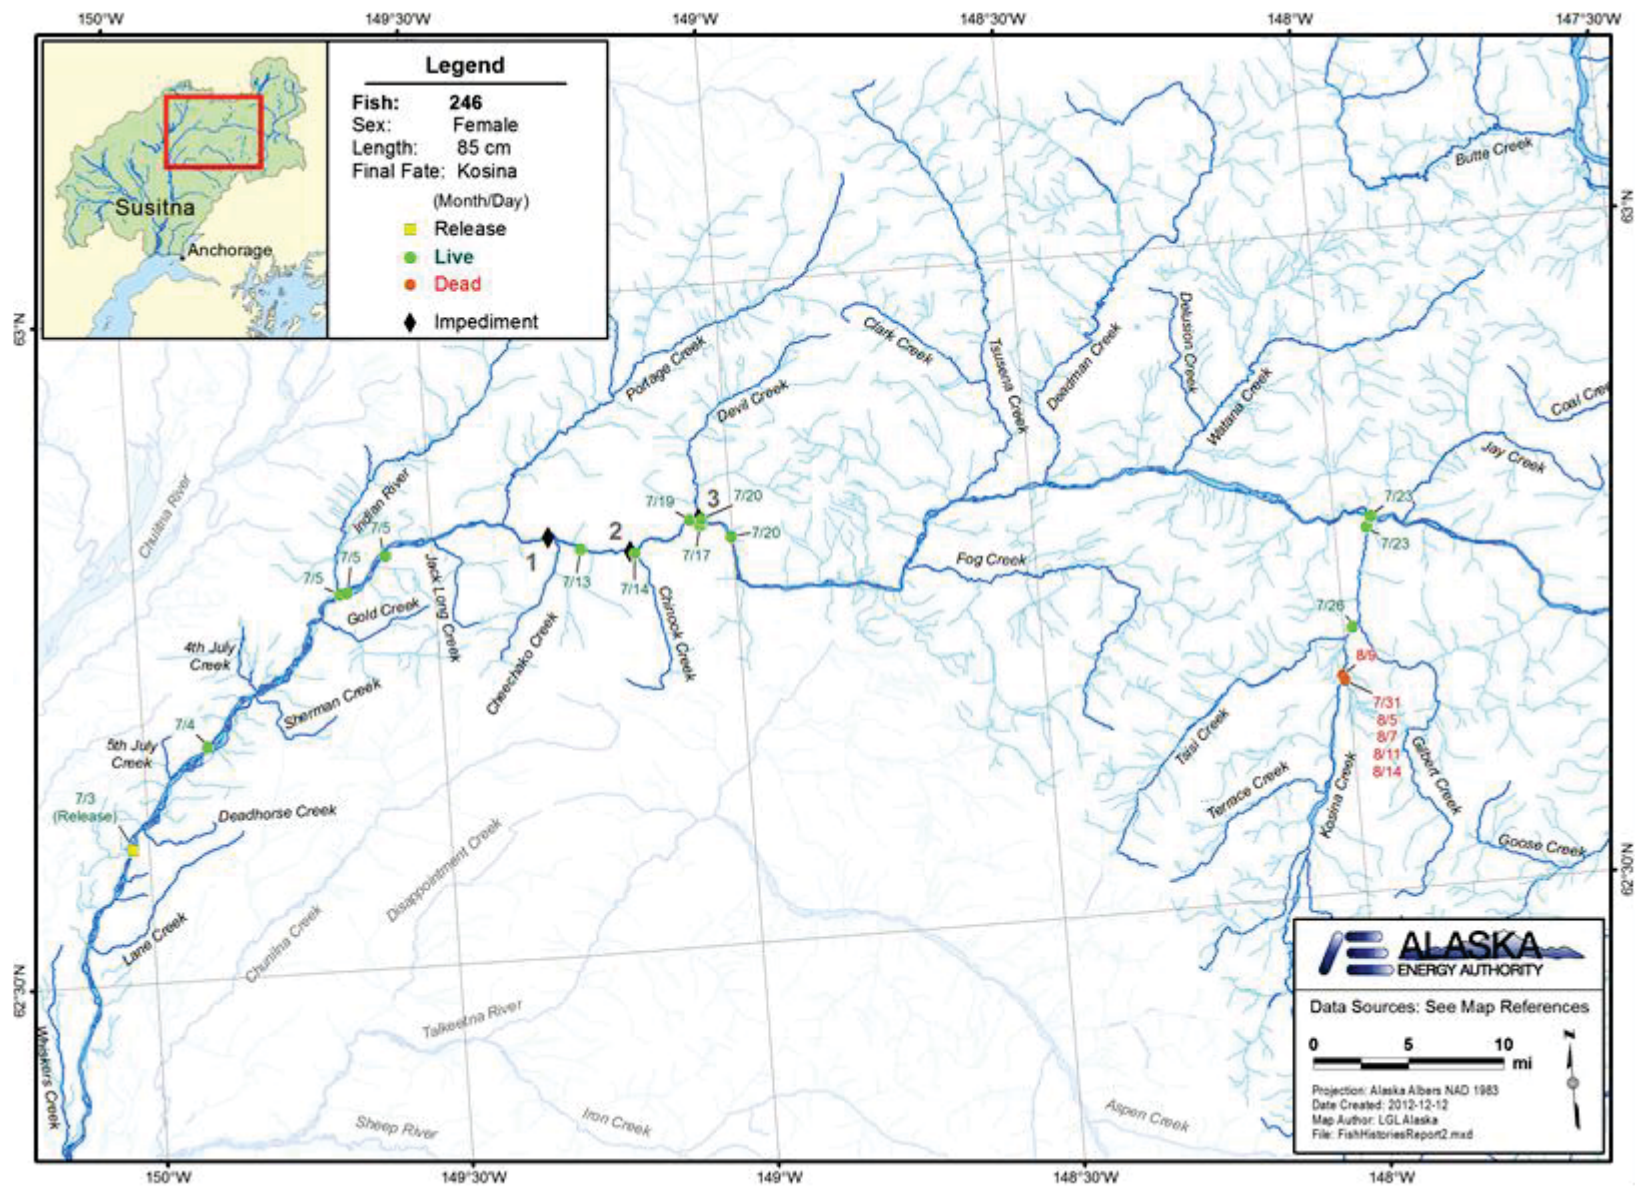 150°W
149°30'W
149°W
148°30'W
148°W
147°30'W
Legend
Fish: 246
Sex: Female
Length: 85 cm
Final Fate: Kosina
(Month/Day)
Release
Live
Dead
Impediment
Susitna
Anchorage
63°N
63°N
Butte Creek
Portage Creek
Clark Creek
Devil Creek
Tsusena Creek
Deadman Creek
Delusion Creek
Watana Creek
Coal Cree
Jay Creek
Chulitna River
Indian River
7/5
7/5
7/5
7/19
3
7/20
7/20
7/17
2
1
7/13
7/14
7/23
7/23
Fog Creek
Jack Long Creek
Gold Creek
Cheechako Creek
Chinook Creek
4th July
Creek
Sherman Creek
7/26
8/9
7/31
8/5
8/7
8/11
8/14
7/4
5th July
Creek
Tsisi Creek
Terrace Creek
Kosina Creek
Gilbert Creek
Goose Creek
7/3
(Release)
Deadhorse Creek
Disappointment Creek
Lane Creek
Chunilna Creek
62°30'N
62°30'N
Whiskers Creek
Talkeetna River
Sheep River
Iron Creek
Aspen Creek
ALASKA
ENERGY AUTHORITY
Data Sources: See Map References
0 5 10
mi
N
Projection: Alaska Albers NAD 1983
Date Created: 2012-12-12
Map Author: LGL Alaska
File: FishHistoriesReport2.mxd
150°W
149°30'W
149°W
148°30'W
148°W